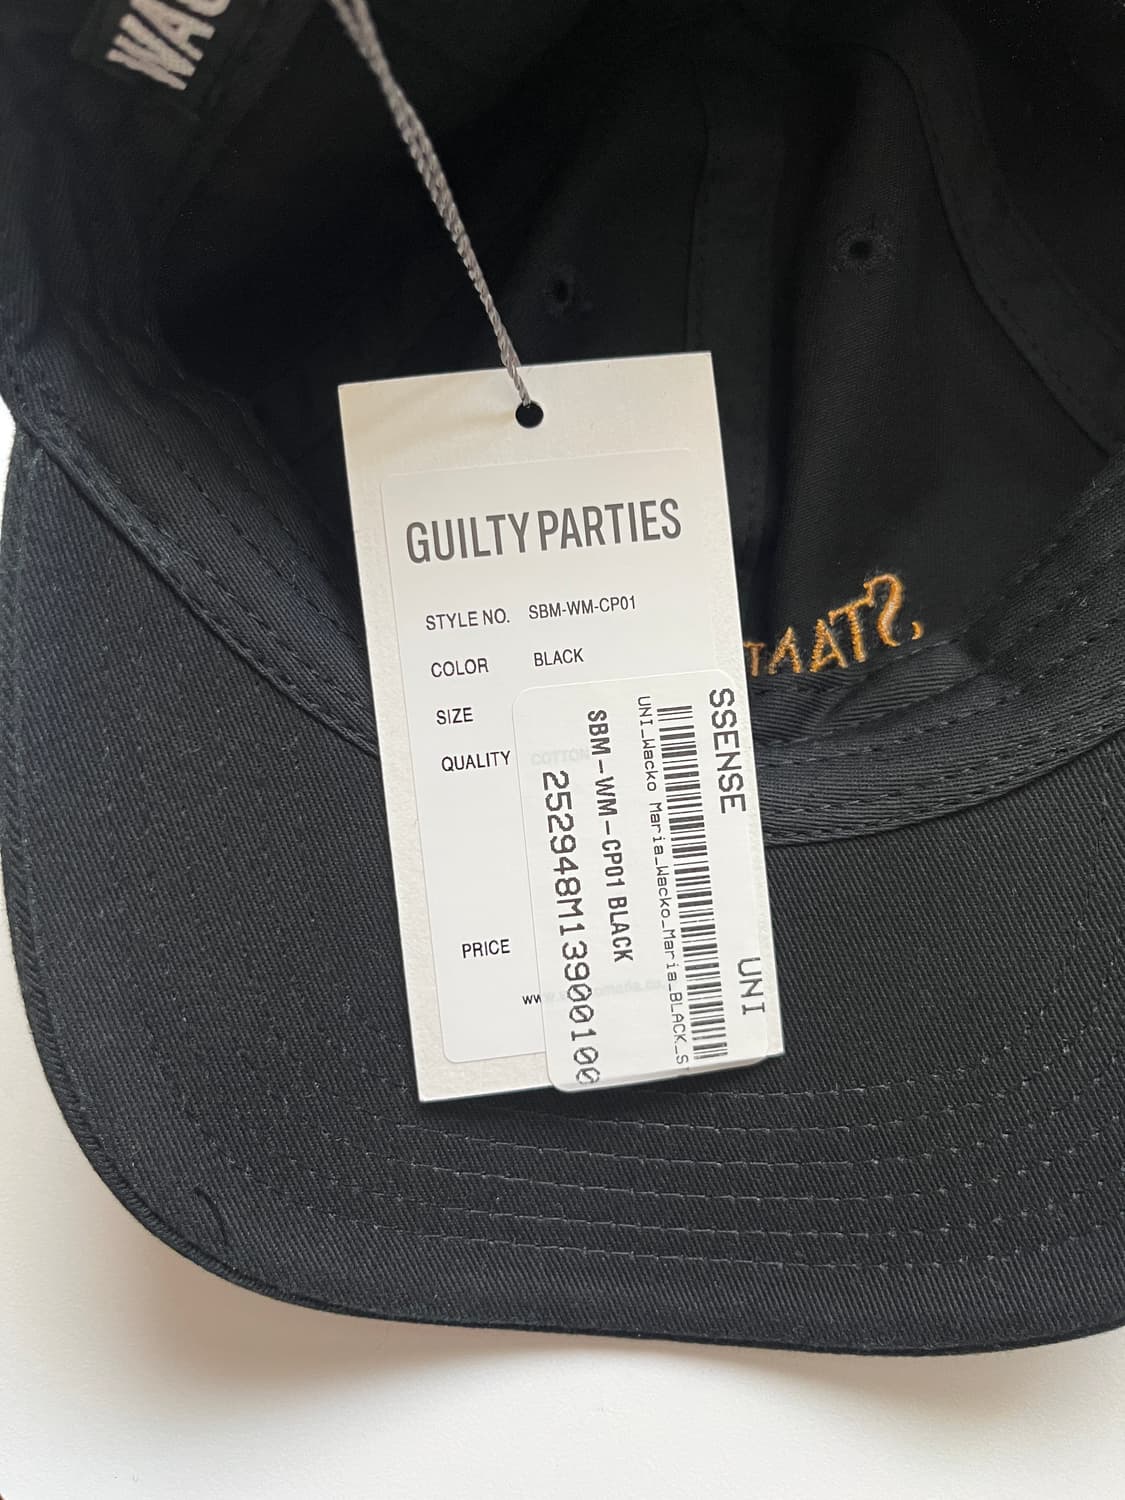 WAC
GUILTY PARTIES
STYLE NO. SBM-WM-CP01
COLOR BLACK
SIZE
QUALITY COTTON
PRICE
SSENSE UNI
UNI_Wacko Maria_Wacko_Maria_BLACK_S
SBM-WM-CP01 BLACK
252948M13900100